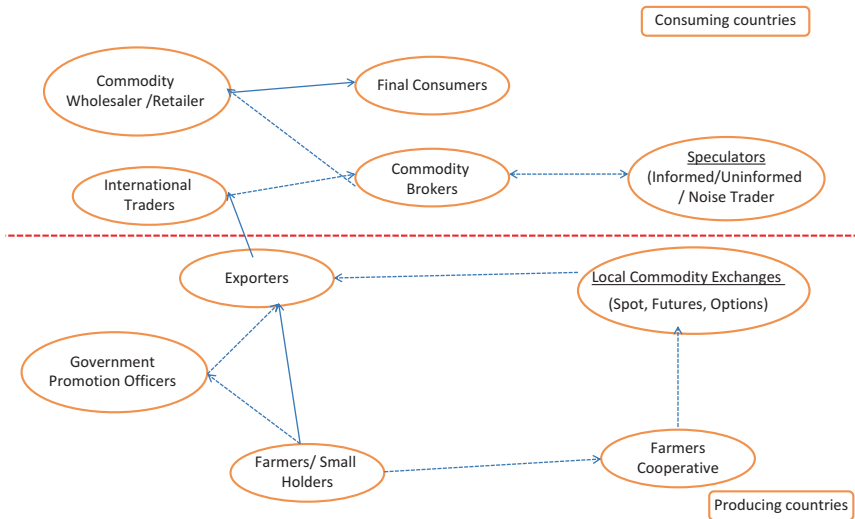 Consuming countries
Commodity
Wholesaler /Retailer
Final Consumers
International
Traders
Commodity
Brokers
Speculators
(Informed/Uninformed
/ Noise Trader
Exporters
Local Commodity Exchanges
(Spot, Futures, Options)
Government
Promotion Officers
Farmers/ Small
Holders
Farmers
Cooperative
Producing countries